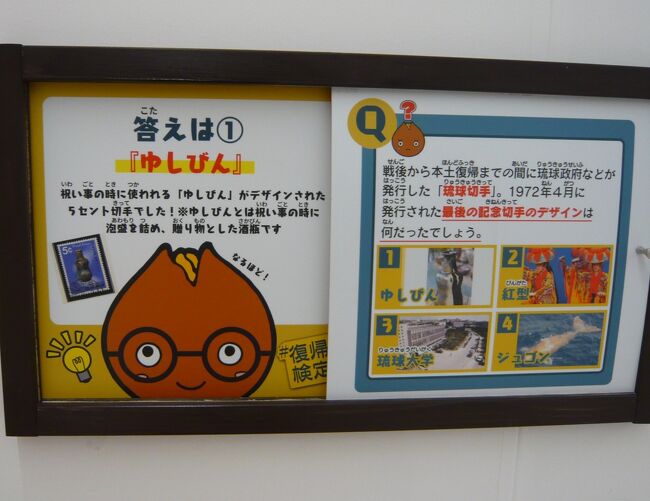 答えは①
『ゆしびん』
祝い事の時に使われる「ゆしびん」がデザインされた
5セント切手でした！※ゆしびんとは祝い事の時に
泡盛を詰め、贈り物とした酒瓶です
5¢
#復帰
検定
Q
?
戦後から本土復帰までの間に琉球政府などが
発行した「琉球切手」。1972年4月に
発行された最後の記念切手のデザインは
何だったでしょう。
1
ゆしびん
2
紅型
3
琉球大学
4
ジュゴン